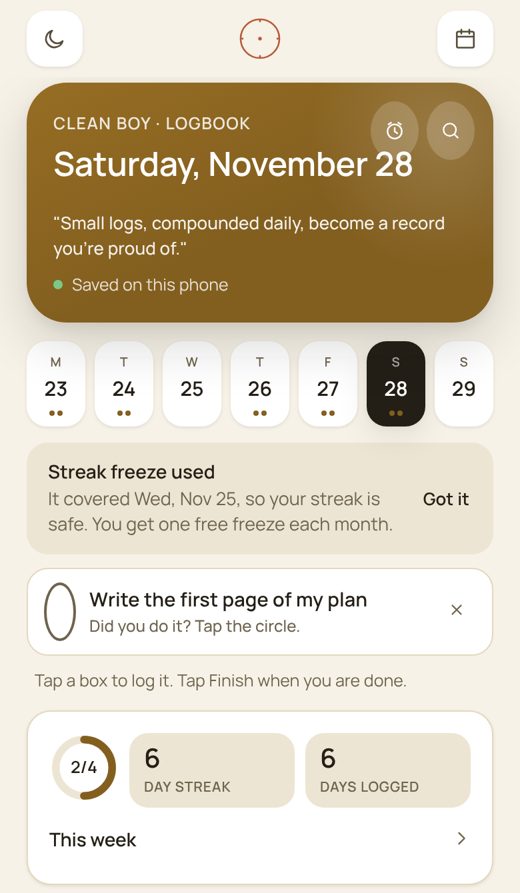 CLEAN BOY · LOGBOOK
Saturday, November 28
"Small logs, compounded daily, become a record
you're proud of."
Saved on this phone
M T W T F S S
23 24 25 26 27 28 29
Streak freeze used
It covered Wed, Nov 25, so your streak is
safe. You get one free freeze each month.
Got it
Write the first page of my plan
Did you do it? Tap the circle.
Tap a box to log it. Tap Finish when you are done.
2/4
6
DAY STREAK
6
DAYS LOGGED
This week